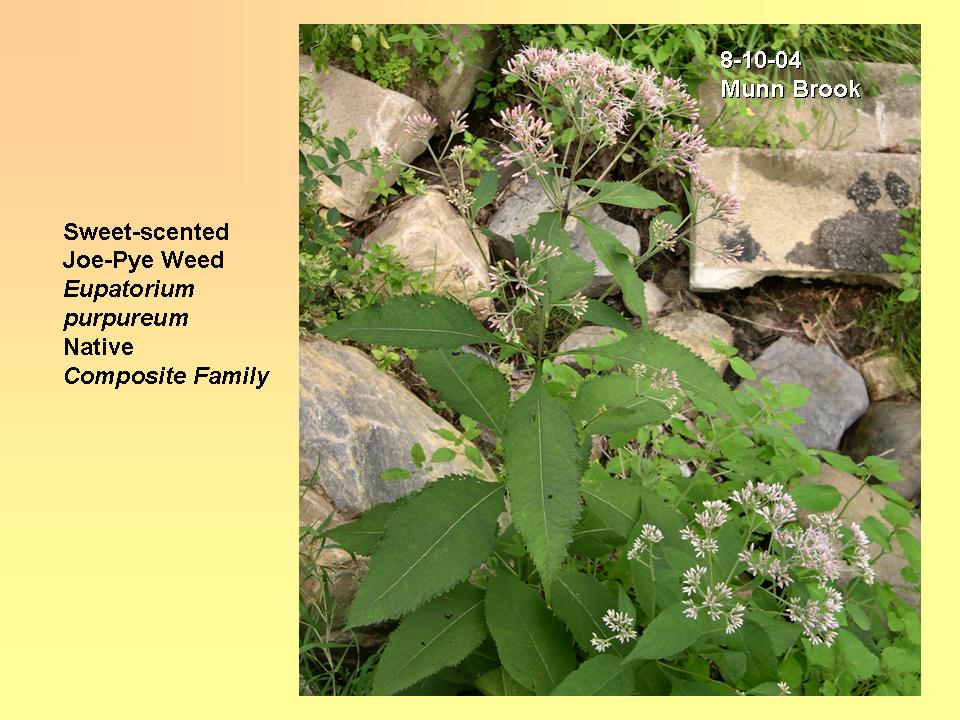 8-10-04
Munn Brook
Sweet-scented
Joe-Pye Weed
Eupatorium
purpureum
Native
Composite Family